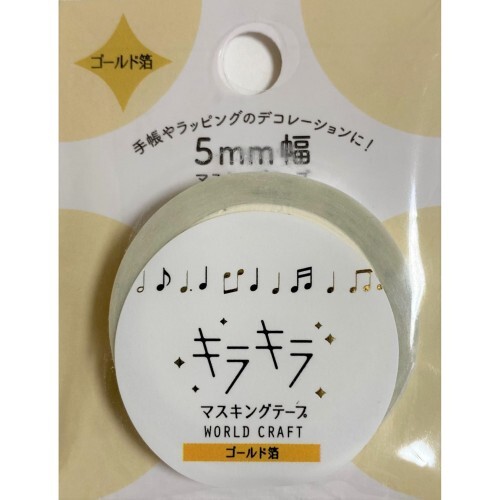 ゴールド箔
手帳やラッピングのデコレーションに!
5mm幅
キラキラ
マスキングテープ
WORLD CRAFT
ゴールド箔